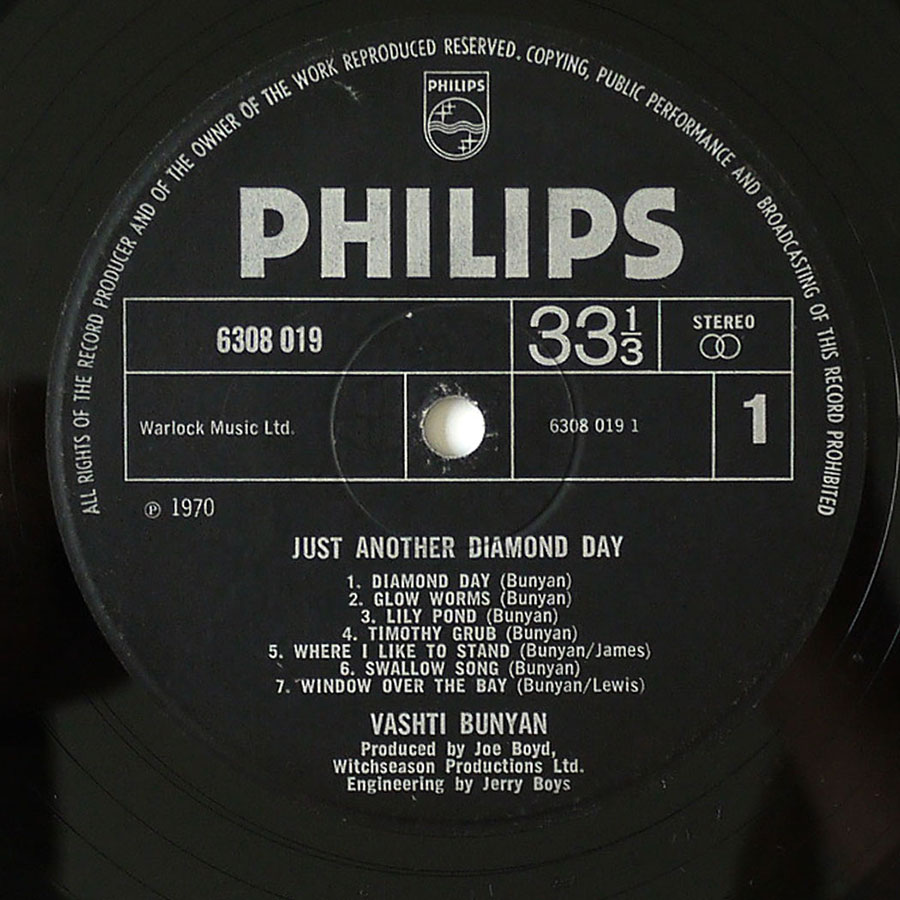 ALL RIGHTS OF THE RECORD PRODUCER AND OF THE OWNER OF THE WORK REPRODUCED RESERVED. COPYING, PUBLIC PERFORMANCE AND BROADCASTING OF THIS RECORD PROHIBITED
PHILIPS
PHILIPS
6308 019
33 1/3
STEREO
Warlock Music Ltd.
6308 019 1
1
℗ 1970
JUST ANOTHER DIAMOND DAY
1. DIAMOND DAY (Bunyan)
2. GLOW WORMS (Bunyan)
3. LILY POND (Bunyan)
4. TIMOTHY GRUB (Bunyan)
5. WHERE I LIKE TO STAND (Bunyan/James)
6. SWALLOW SONG (Bunyan)
7. WINDOW OVER THE BAY (Bunyan/Lewis)
VASHTI BUNYAN
Produced by Joe Boyd,
Witchseason Productions Ltd.
Engineering by Jerry Boys